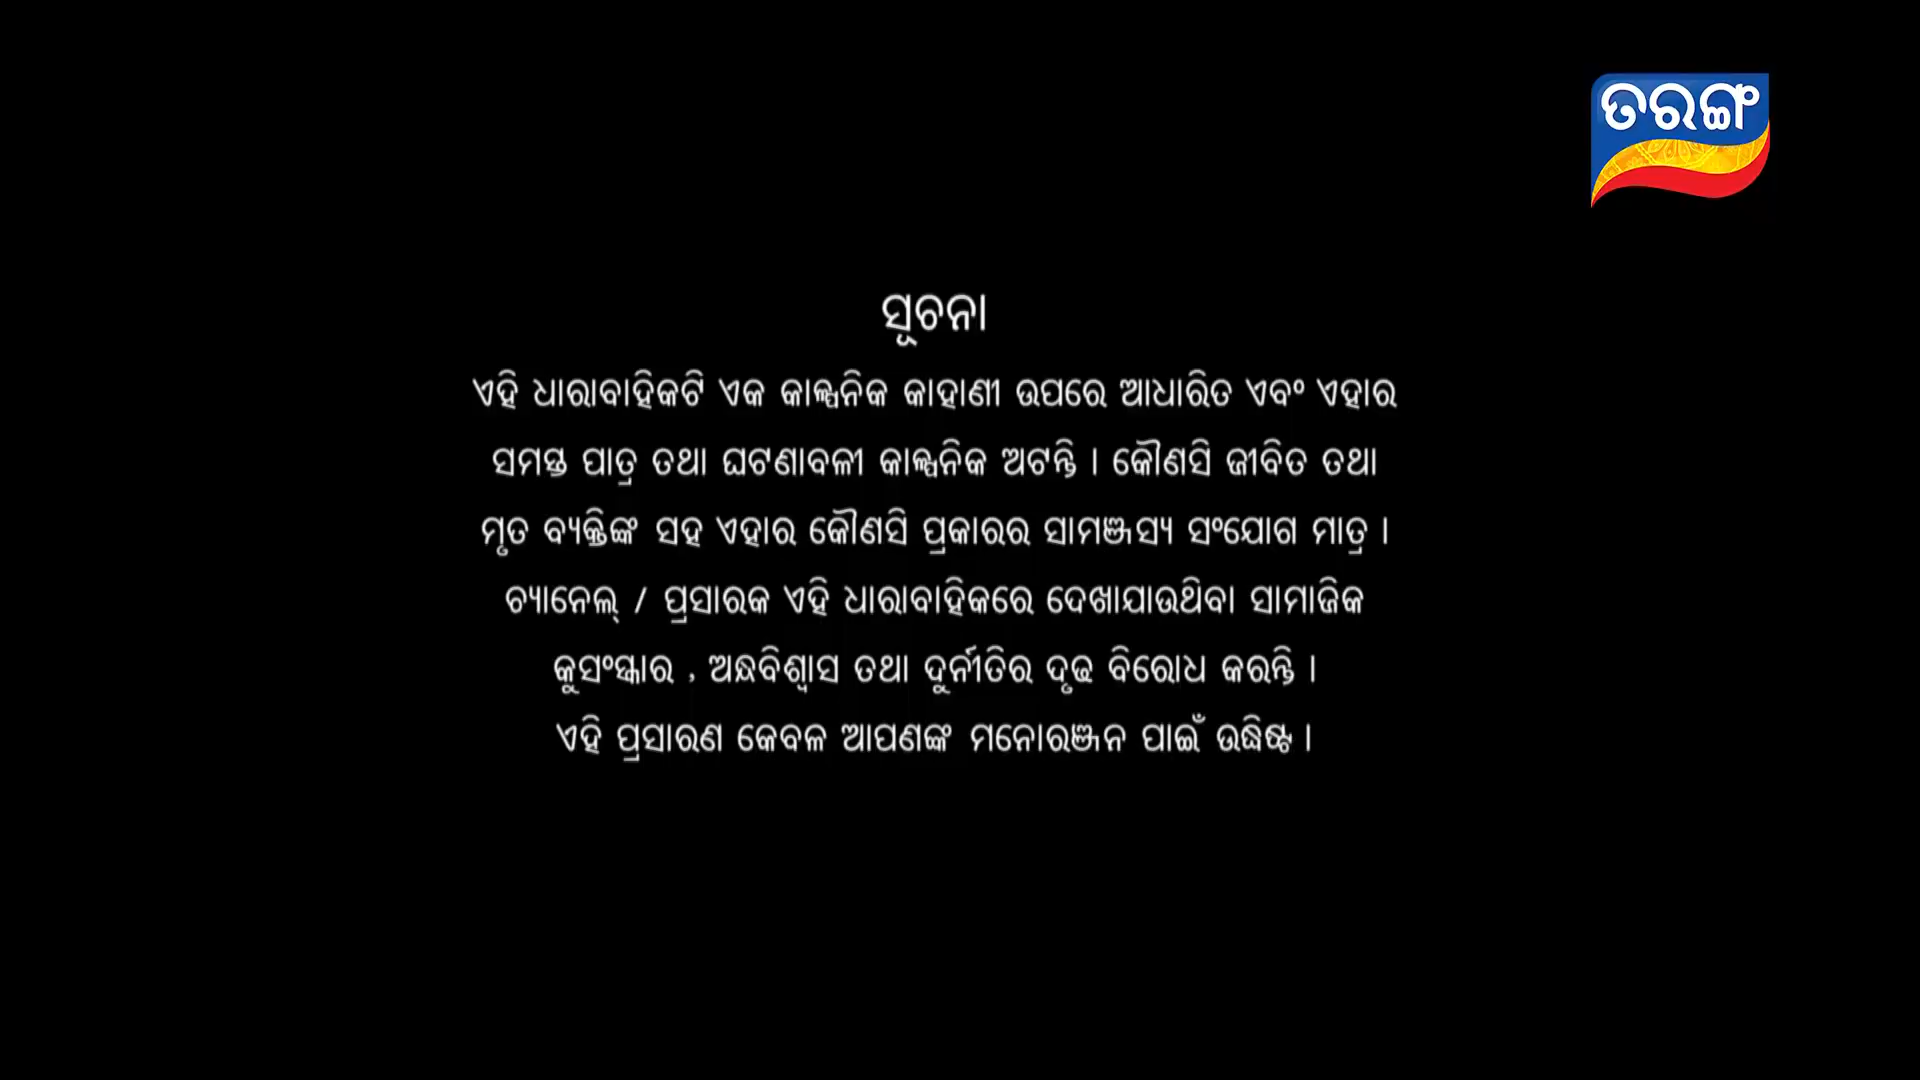 ତରଙ୍ଗ
ସୂଚନା
ଏହି ଧାରାବାହିକଟି ଏକ କାଳ୍ପନିକ କାହାଣୀ ଉପରେ ଆଧାରିତ ଏବଂ ଏହାର
ସମସ୍ତ ପାତ୍ର ତଥା ଘଟଣାବଳୀ କାଳ୍ପନିକ ଅଟନ୍ତି । କୌଣସି ଜୀବିତ ତଥା
ମୃତ ବ୍ୟକ୍ତିଙ୍କ ସହ ଏହାର କୌଣସି ପ୍ରକାରର ସାମଞ୍ଜସ୍ୟ ସଂଯୋଗ ମାତ୍ର ।
ଚ୍ୟାନେଲ୍ / ପ୍ରସାରକ ଏହି ଧାରାବାହିକରେ ଦେଖାଯାଉଥିବା ସାମାଜିକ
କୁସଂସ୍କାର , ଅନ୍ଧବିଶ୍ୱାସ ତଥା ଦୁର୍ନୀତିର ଦୃଢ ବିରୋଧ କରନ୍ତି ।
ଏହି ପ୍ରସାରଣ କେବଳ ଆପଣଙ୍କ ମନୋରଞ୍ଜନ ପାଇଁ ଉଦ୍ଧିଷ୍ଟ ।